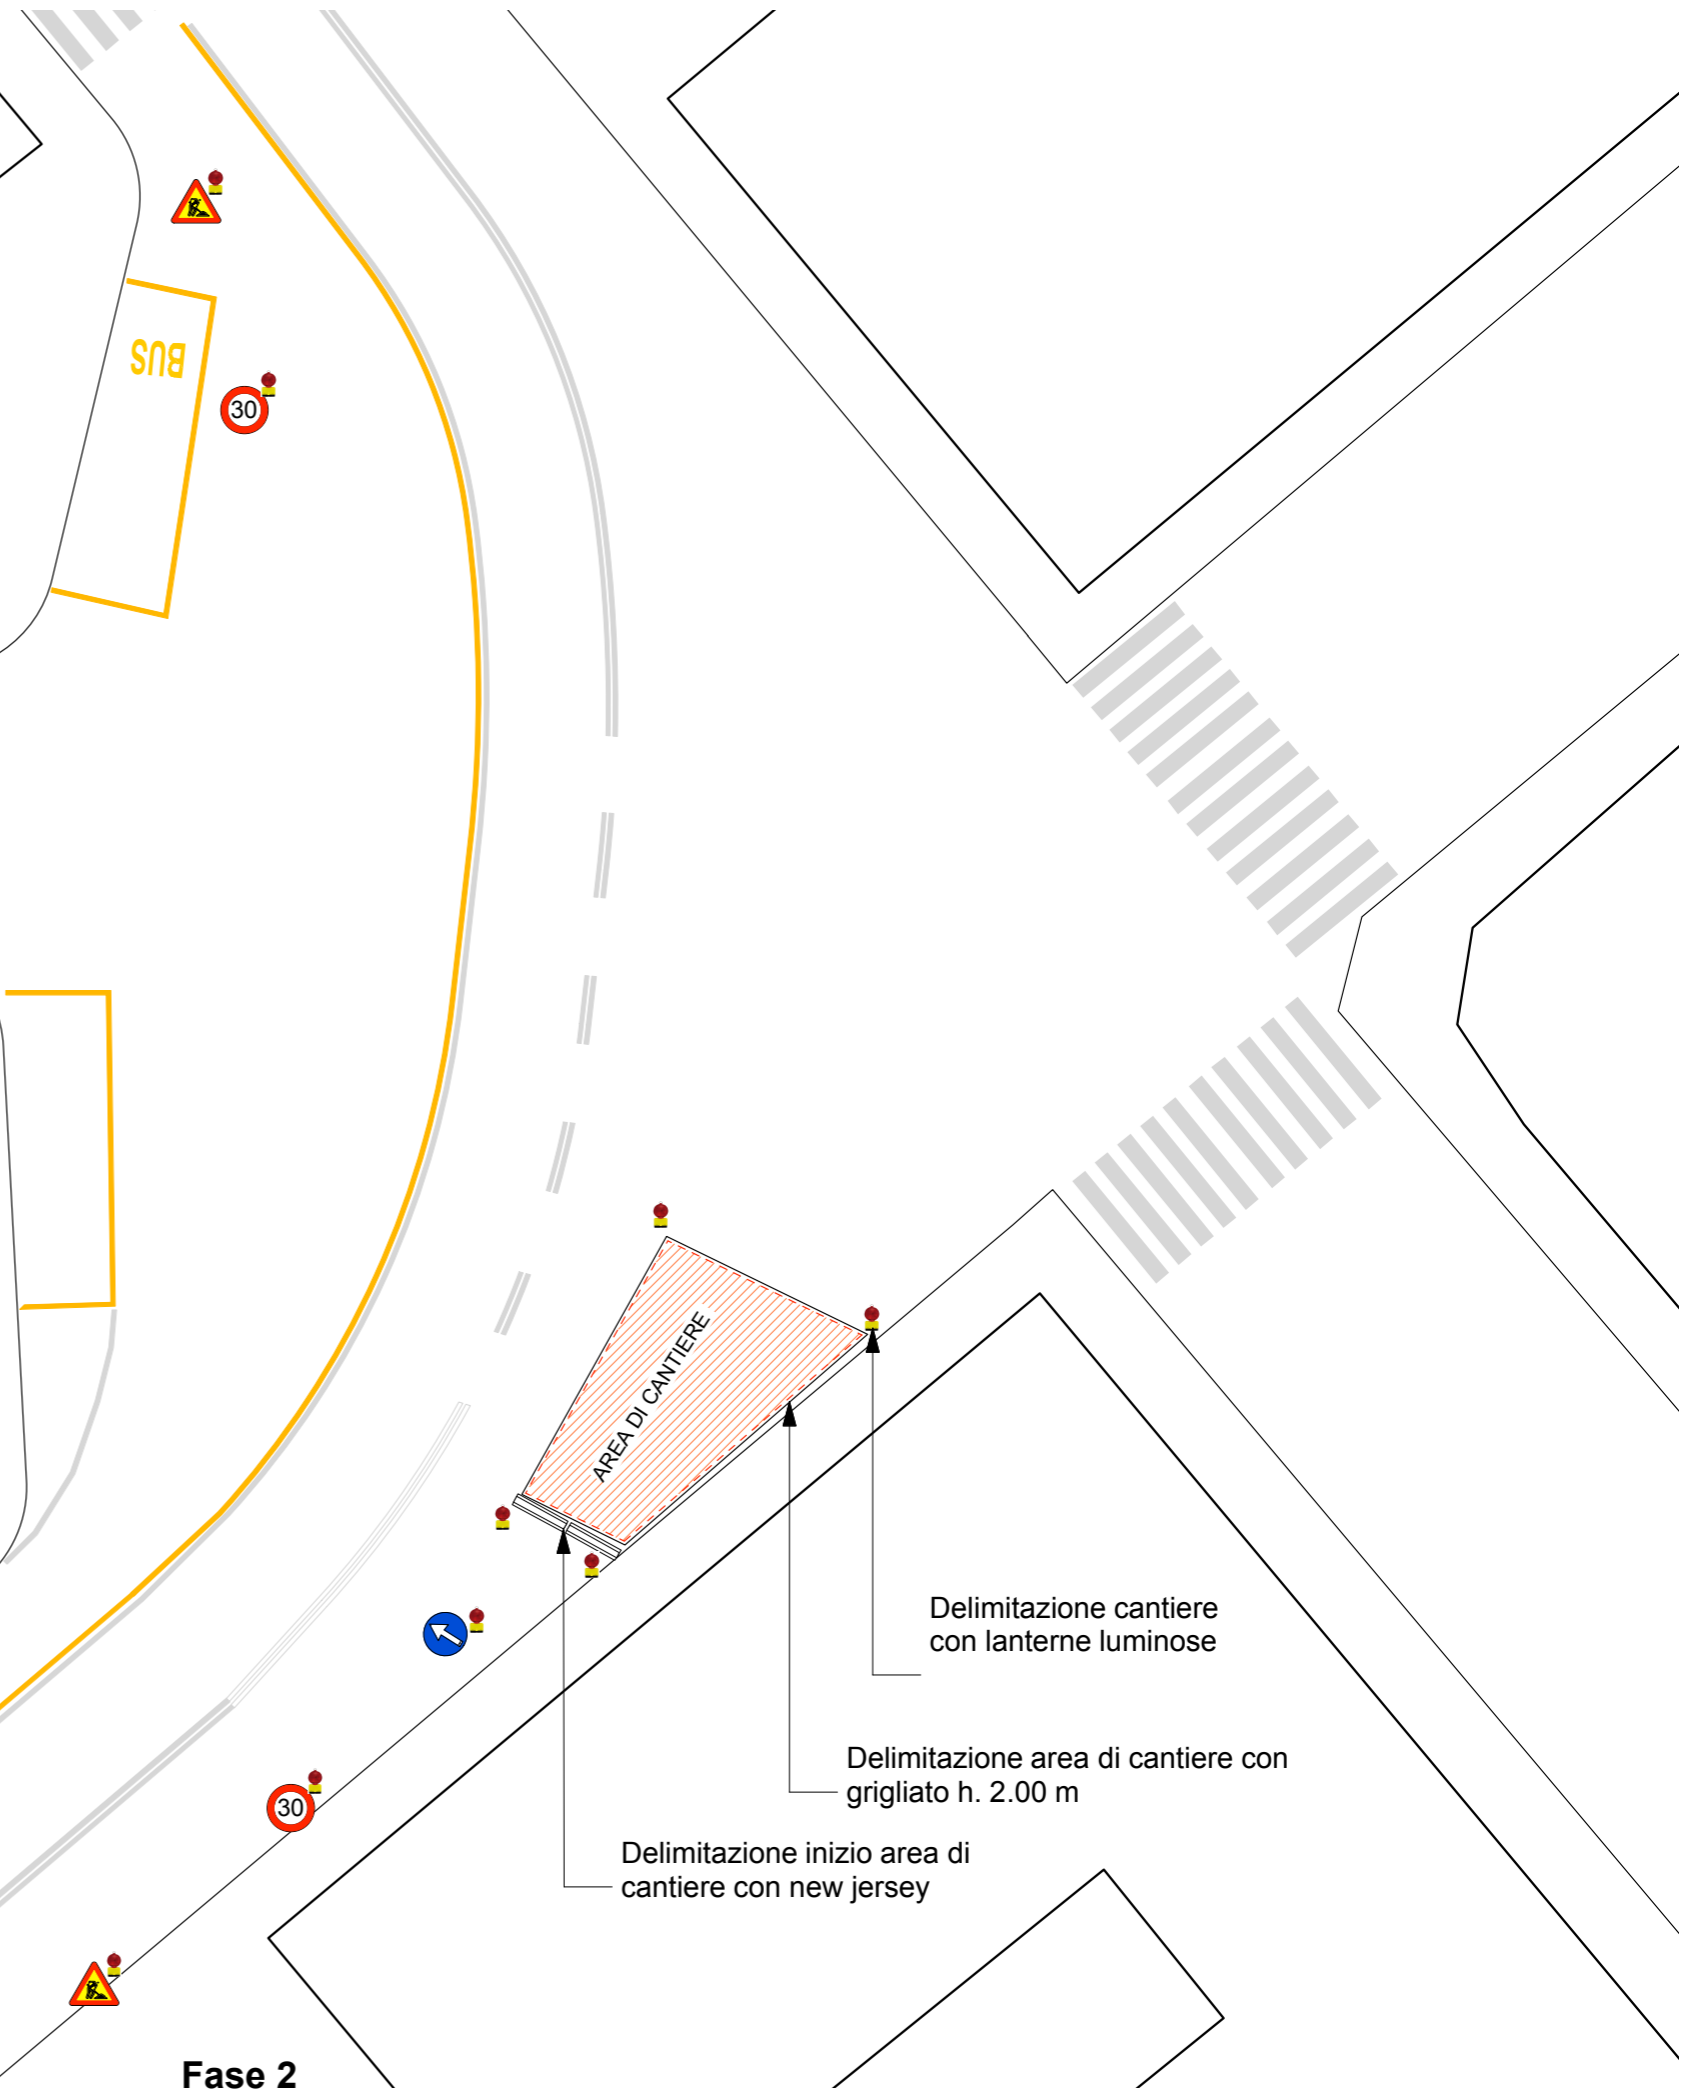 BUS
30
AREA DI CANTIERE
Delimitazione cantiere
con lanterne luminose
Delimitazione area di cantiere con
grigliato h. 2.00 m
30
Delimitazione inizio area di
cantiere con new jersey
Fase 2